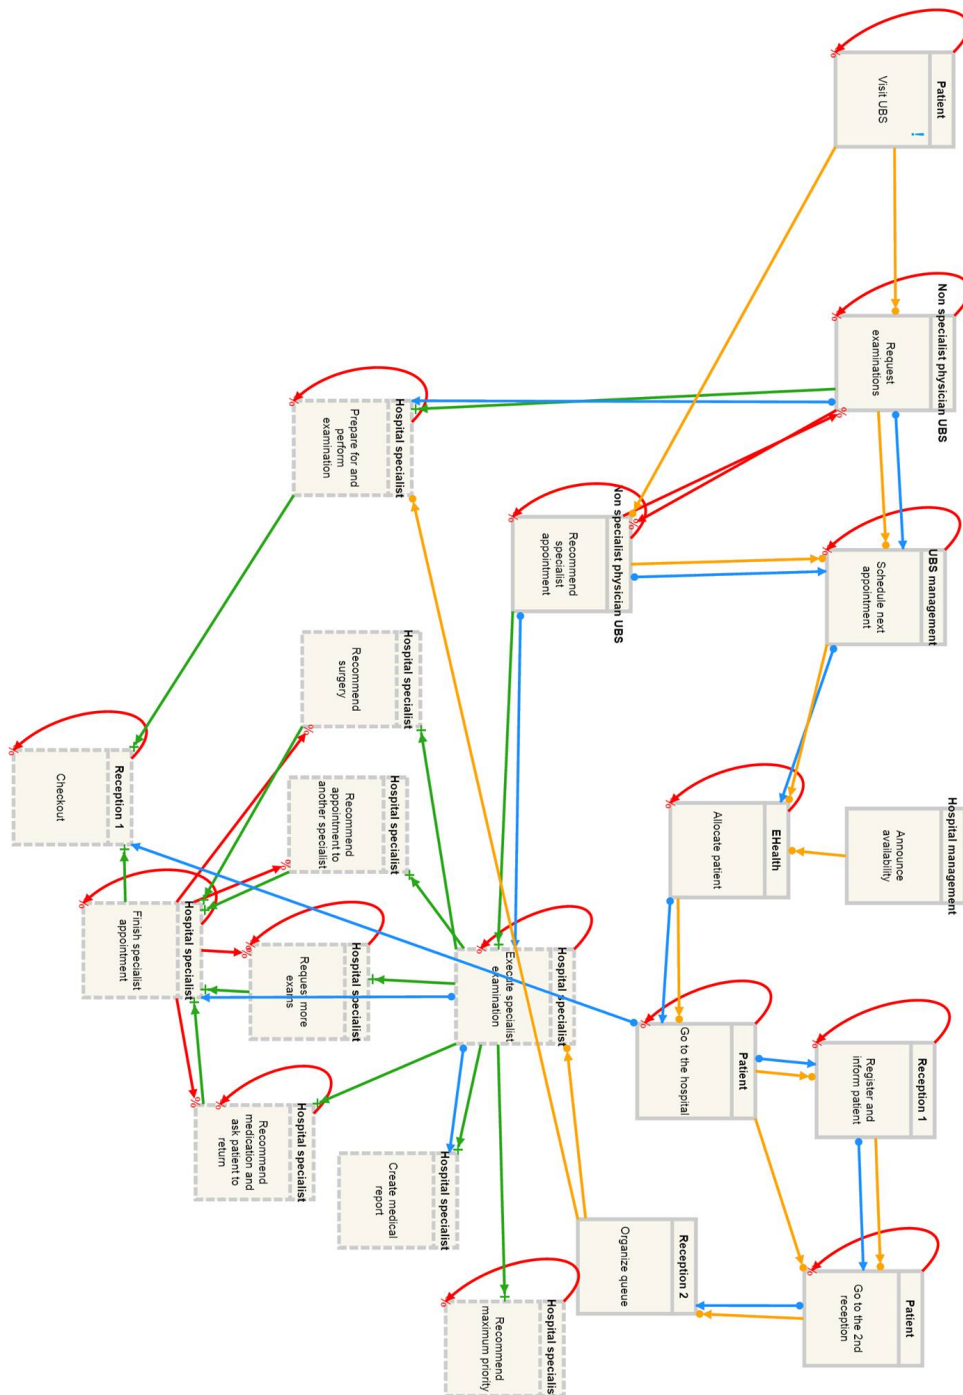 Patient
Visit UBS
!
%
Non specialist physician UBS
Request
examinations
%
%
UBS management
Schedule next
appointment
%
Hospital management
Announce
availability
EHealth
Allocate patient
%
Reception 1
Register and
inform patient
%
Patient
Go to the hospital
%
Patient
Go to the 2nd
reception
%
Reception 2
Organize queue
Non specialist physician UBS
Recommend
specialist
appointment
%
%
Hospital specialist
Prepare for and
perform
examination
%
+
Hospital specialist
Execute specialist
examination
%
+
Hospital specialist
Recommend
maximum priority
%
+
Hospital specialist
Create medical
report
%
+
Hospital specialist
Recommend
surgery
%
+
Hospital specialist
Recommend
appointment to
another specialist
%
+
Hospital specialist
Reques more
exams
%
%
+
Hospital specialist
Recommend
medication and
ask patient to
return
%
%
+
Hospital specialist
Finish specialist
appointment
%
%
+
+
+
+
Reception 1
Checkout
%
+
+